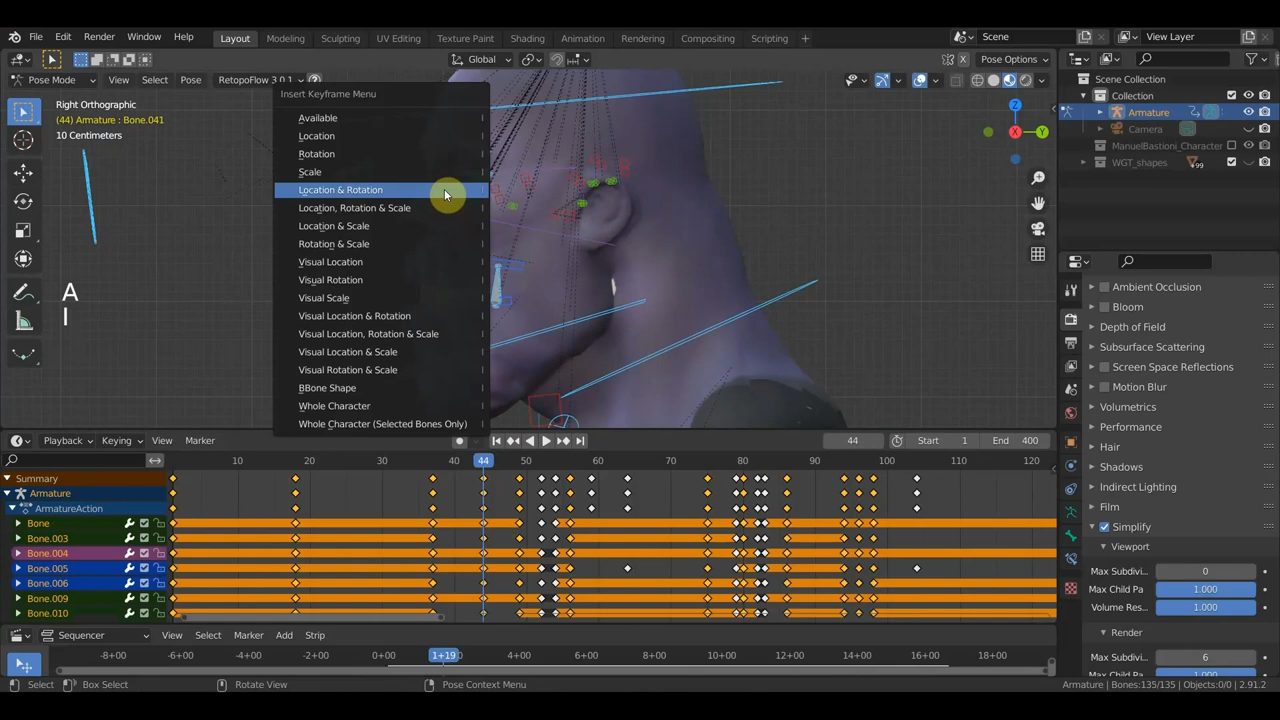 File Edit Render Window Help Layout Modeling Sculpting UV Editing Texture Paint Shading Animation Rendering Compositing Scripting + Scene View Layer
Global Pose Options
Pose Mode View Select Pose RetopoFlow 3.0.1 Scene Collection
Insert Keyframe Menu Collection
Right Orthographic Armature
(44) Armature : Bone.041 Camera
10 Centimeters ManuelBastioni_Character
WGT_shapes
Available
Location
Rotation
Scale
Location & Rotation
Location, Rotation & Scale
Location & Scale
Rotation & Scale
Visual Location
Visual Rotation
Visual Scale
Visual Location & Rotation
Visual Location, Rotation & Scale
Visual Location & Scale
Visual Rotation & Scale
BBone Shape
Whole Character
Whole Character (Selected Bones Only)
A
I
Z
Y
X
Ambient Occlusion
Bloom
Depth of Field
Subsurface Scattering
Screen Space Reflections
Motion Blur
Volumetrics
Performance
Hair
Shadows
Indirect Lighting
Film
Simplify
Viewport
Max Subdivi 0
Max Child Pa 1.000
Volume Res... 1.000
Render
Max Subdivi 6
Playback Keying View Marker 44 Start 1 End 400
10 20 30 40 44 50 60 70 80 90 100 110 120
Summary
Armature
ArmatureAction
Bone
Bone.003
Bone.004
Bone.005
Bone.006
Bone.009
Bone.010
Sequencer View Select Marker Add Strip
-8+00 -6+00 -4+00 -2+00 0+00 1+19 4+00 6+00 8+00 10+00 12+00 14+00 16+00 18+00
Select Box Select Rotate View Pose Context Menu Armature | Bones:135/135 | Objects:0/0 | 2.91.2